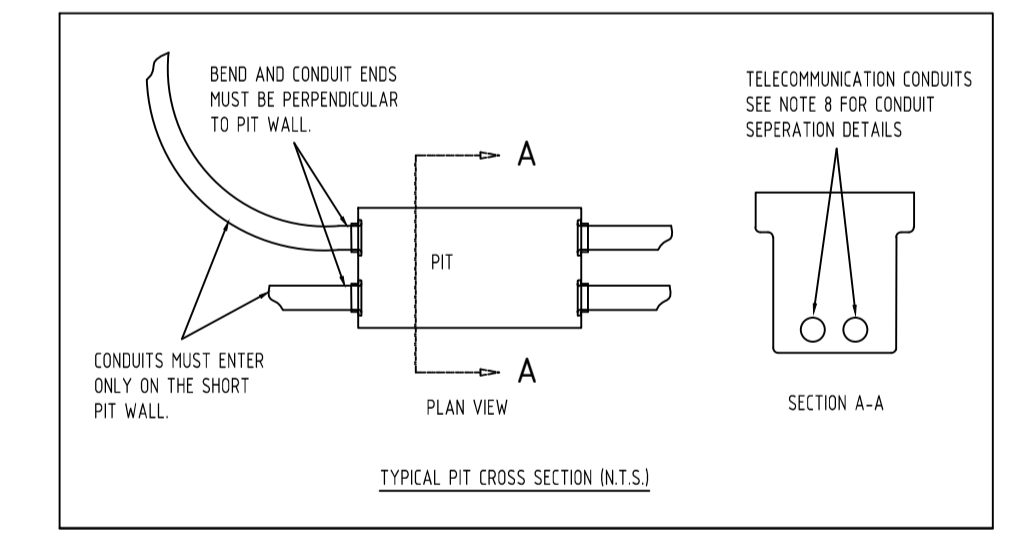 BEND AND CONDUIT ENDS
MUST BE PERPENDICULAR
TO PIT WALL.
TELECOMMUNICATION CONDUITS
SEE NOTE 8 FOR CONDUIT
SEPERATION DETAILS
A
PIT
CONDUITS MUST ENTER
ONLY ON THE SHORT
PIT WALL.
A
PLAN VIEW
SECTION A-A
TYPICAL PIT CROSS SECTION (N.T.S.)